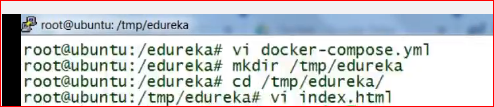 root@ubuntu: /tmp/edureka
root@ubuntu:/edureka# vi docker-compose.yml
root@ubuntu:/edureka# mkdir /tmp/edureka
root@ubuntu:/edureka# cd /tmp/edureka/
root@ubuntu:/tmp/edureka# vi index.html